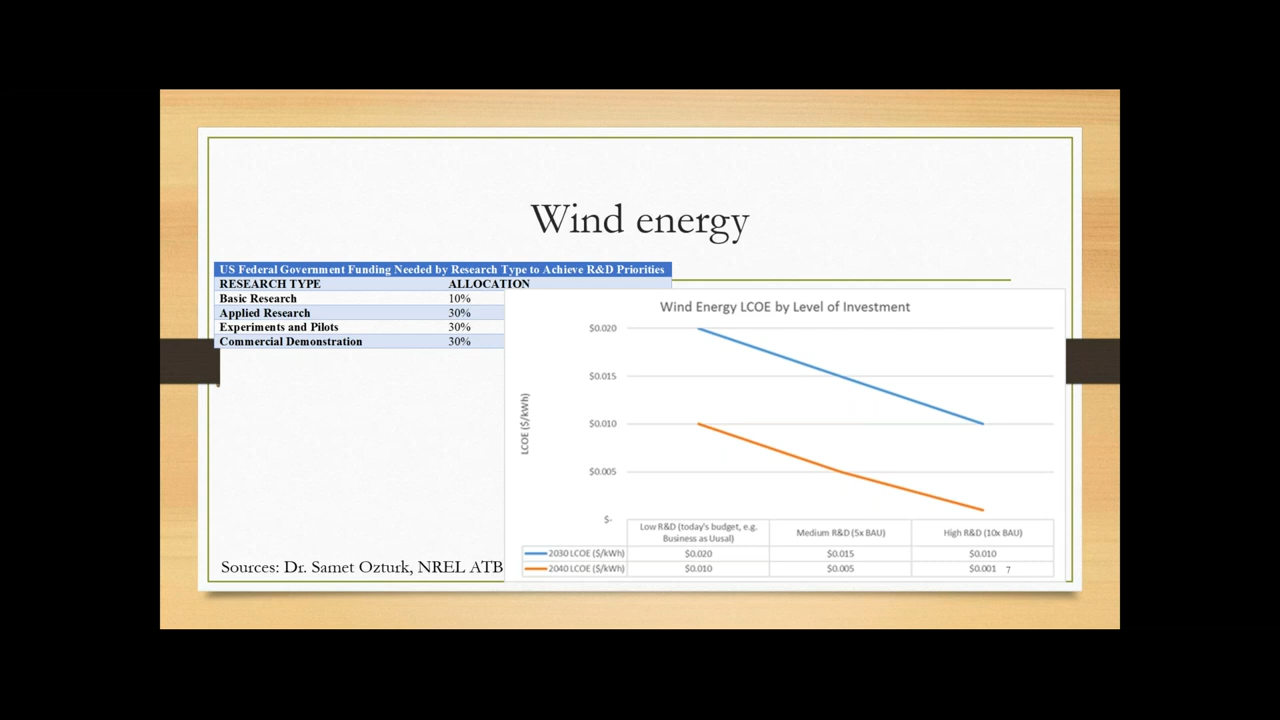 Wind energy
US Federal Government Funding Needed by Research Type to Achieve R&D Priorities
RESEARCH TYPE ALLOCATION
Basic Research 10%
Applied Research 30%
Experiments and Pilots 30%
Commercial Demonstration 30%
Wind Energy LCOE by Level of Investment
LCOE ($/kWh)
$0.020
$0.015
$0.010
$0.005
$-
Low R&D (today's budget, e.g.
Business as Uusal)
Medium R&D (5x BAU)
High R&D (10x BAU)
2030 LCOE ($/kWh) $0.020 $0.015 $0.010
2040 LCOE ($/kWh) $0.010 $0.005 $0.001
Sources: Dr. Samet Ozturk, NREL ATB
7